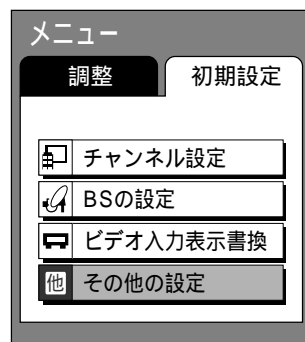 メニュー
調整
初期設定
チャンネル設定
BSの設定
ビデオ入力表示書換
他 その他の設定